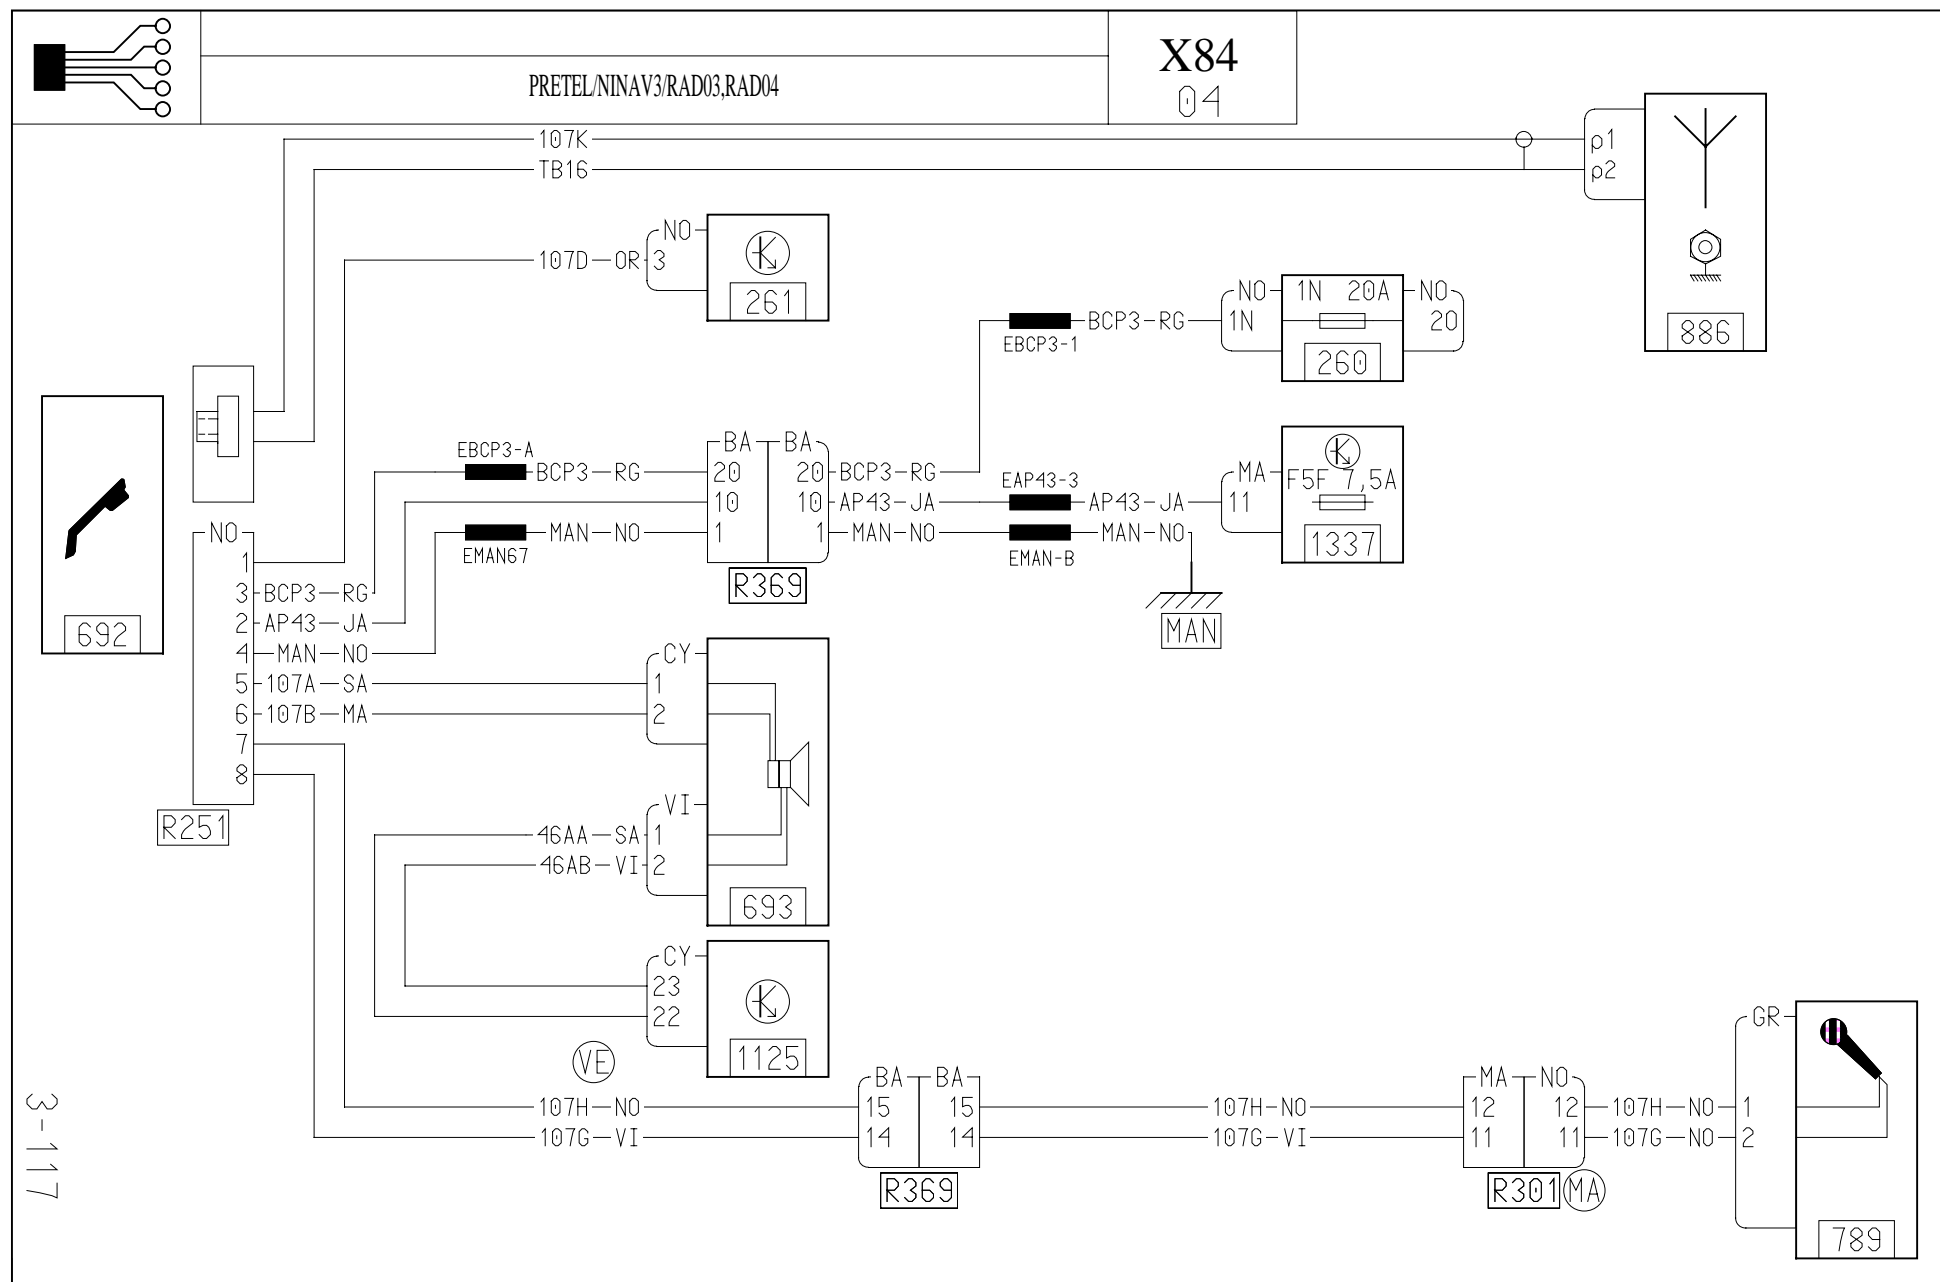 X84
PRETEL/NINAV3/RAD03,RAD04
04
107K
p1
TB16
p2
NO
107D OR 3
261
886
NO 1N 20A NO
EBCP3-1 BCP3 RG 1N 20
260
EBCP3-A BCP3 RG
BA BA
20 20 BCP3 RG
10 10 AP43 JA EAP43-3 AP43 JA
MA F5F 7,5A
11
1337
EMAN67 MAN NO 1 1 MAN NO EMAN-B MAN NO
R369
MAN
692
NO
1
3 BCP3 RG
2 AP43 JA
4 MAN NO
5 107A SA
6 107B MA
7
8
R251
CY
1
2
VI
46AA SA 1
46AB VI 2
693
CY
23
22
1125
VE
107H NO
107G VI
BA BA
15 15
14 14
R369
107H NO
107G VI
MA NO
12 12 107H NO 1
11 11 107G NO 2
R301 MA
GR
789
3-117